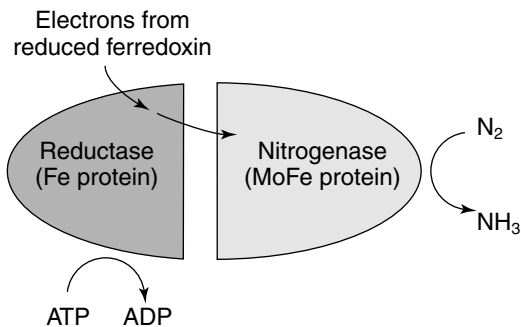 Electrons from
reduced ferredoxin
Reductase
(Fe protein)
Nitrogenase
(MoFe protein)
N₂
NH₃
ATP ADP